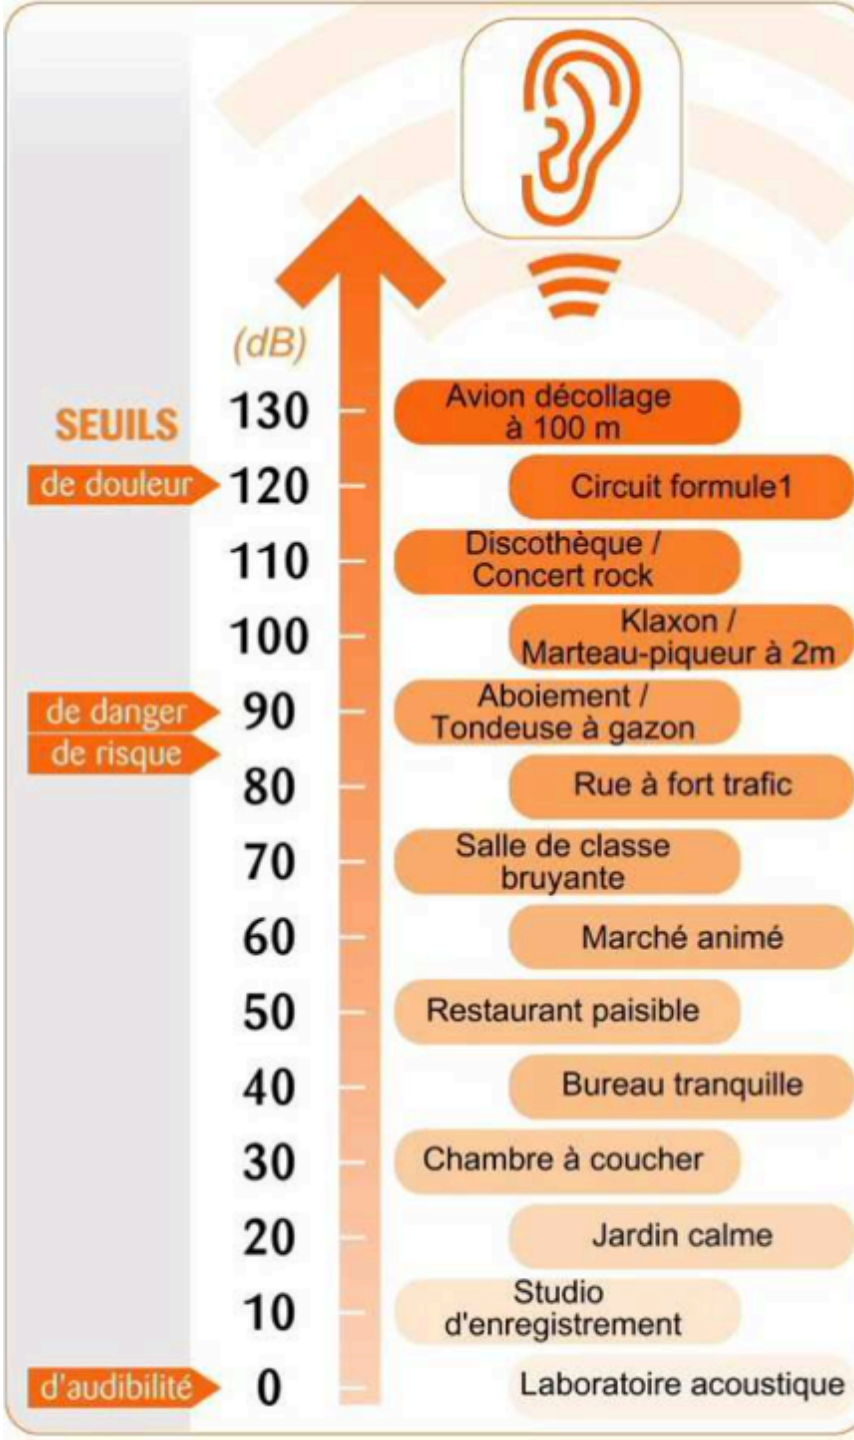 (dB)
SEUILS
130
Avion décollage
à 100 m
de douleur
120
Circuit formule1
110
Discothèque /
Concert rock
100
Klaxon /
Marteau-piqueur à 2m
de danger
90
Aboiement /
Tondeuse à gazon
de risque
80
Rue à fort trafic
70
Salle de classe
bruyante
60
Marché animé
50
Restaurant paisible
40
Bureau tranquille
30
Chambre à coucher
20
Jardin calme
10
Studio
d'enregistrement
d'audibilité
0
Laboratoire acoustique